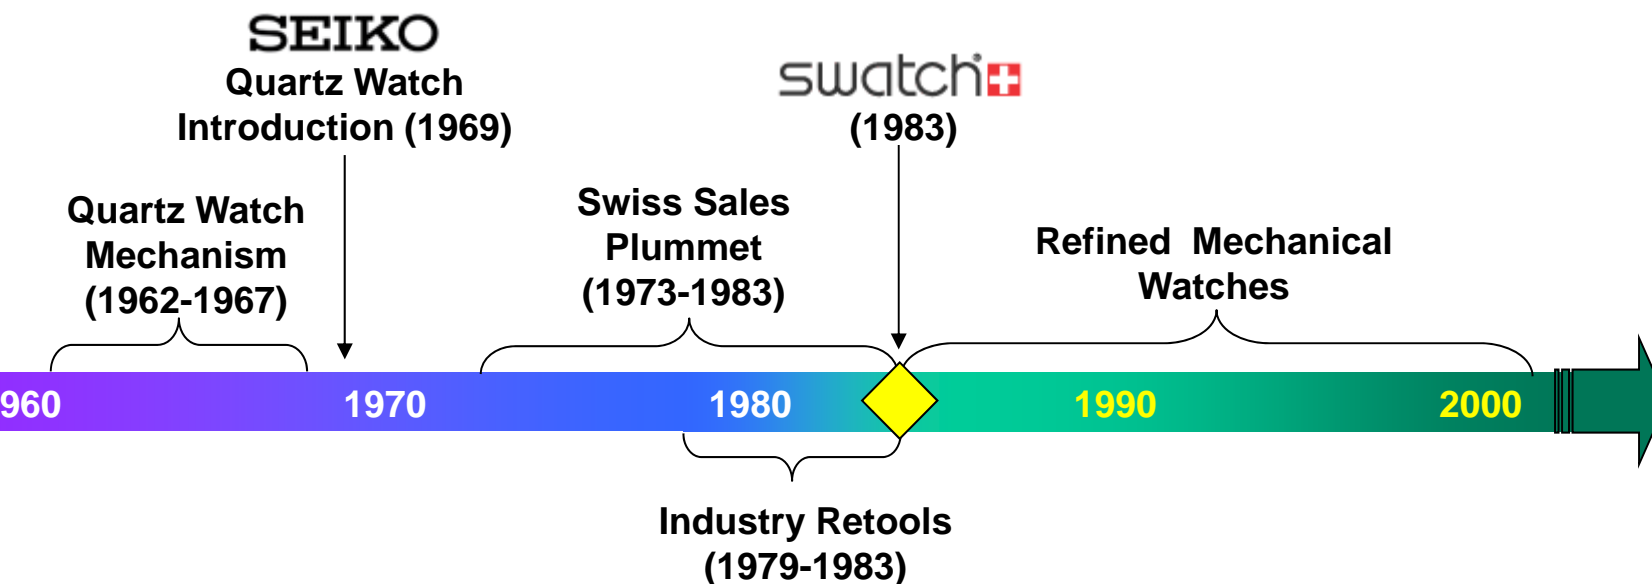 SEIKO
Quartz Watch
Introduction (1969)
swatch
(1983)
Quartz Watch
Mechanism
(1962-1967)
Swiss Sales
Plummet
(1973-1983)
Refined Mechanical
Watches
960
1970
1980
1990
2000
Industry Retools
(1979-1983)